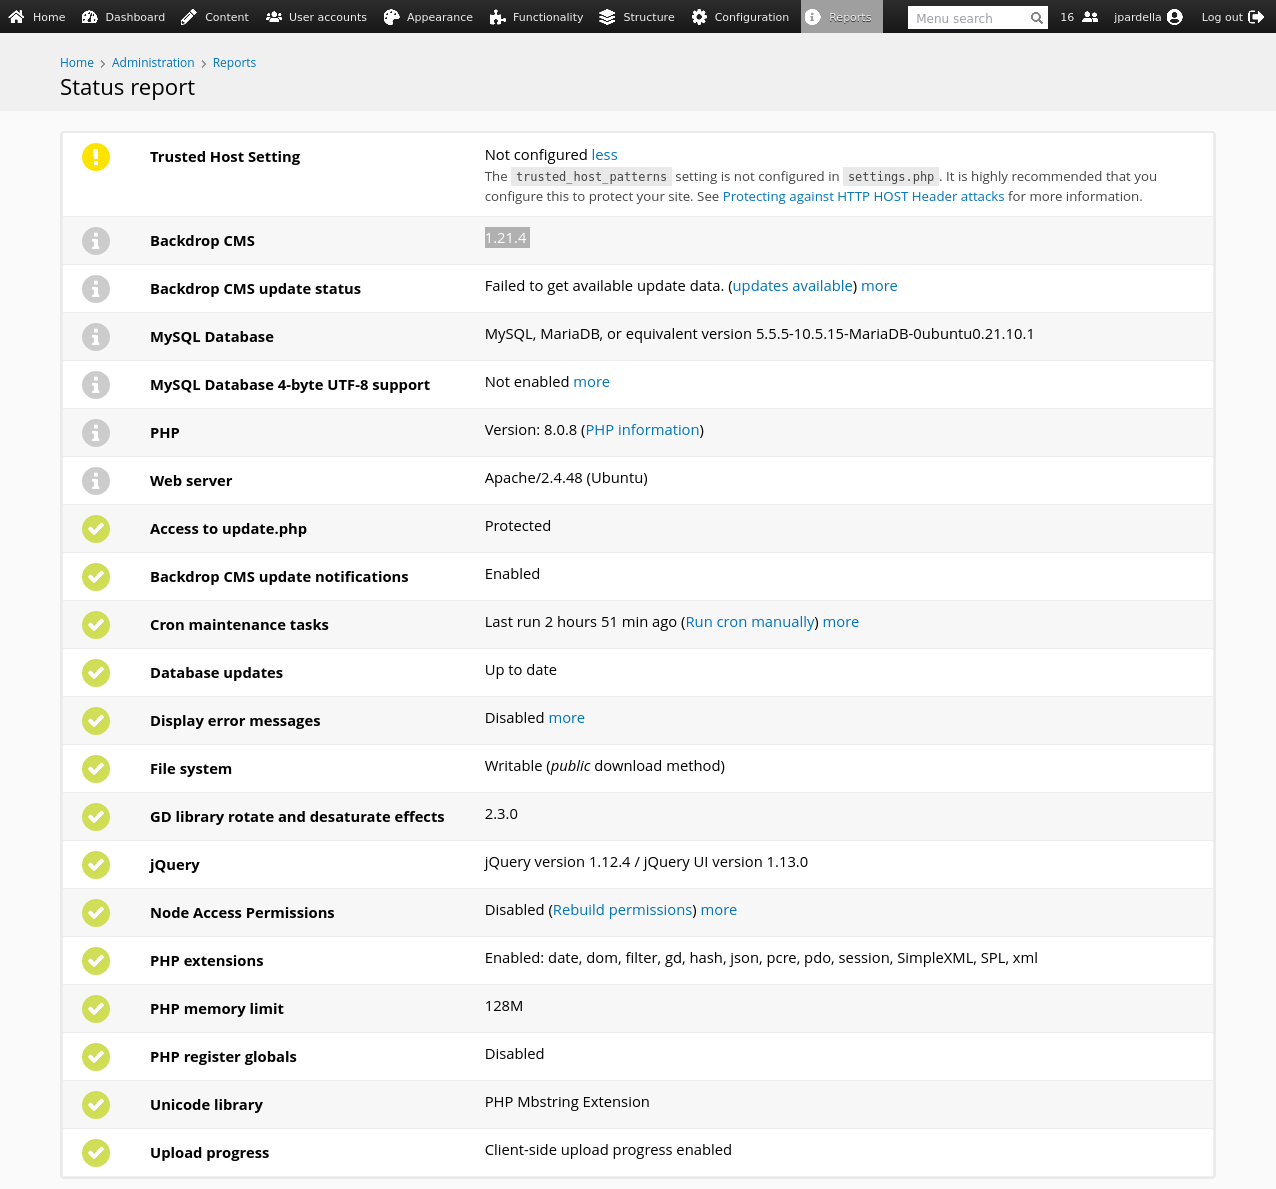 Home Dashboard Content User accounts Appearance Functionality Structure Configuration Reports Menu search 16 jpardella Log out
Home › Administration › Reports
Status report
Trusted Host Setting Not configured less
The trusted_host_patterns setting is not configured in settings.php. It is highly recommended that you
configure this to protect your site. See Protecting against HTTP HOST Header attacks for more information.
Backdrop CMS 1.21.4
Backdrop CMS update status Failed to get available update data. (updates available) more
MySQL Database MySQL, MariaDB, or equivalent version 5.5.5-10.5.15-MariaDB-0ubuntu0.21.10.1
MySQL Database 4-byte UTF-8 support Not enabled more
PHP Version: 8.0.8 (PHP information)
Web server Apache/2.4.48 (Ubuntu)
Access to update.php Protected
Backdrop CMS update notifications Enabled
Cron maintenance tasks Last run 2 hours 51 min ago (Run cron manually) more
Database updates Up to date
Display error messages Disabled more
File system Writable (public download method)
GD library rotate and desaturate effects 2.3.0
jQuery jQuery version 1.12.4 / jQuery UI version 1.13.0
Node Access Permissions Disabled (Rebuild permissions) more
PHP extensions Enabled: date, dom, filter, gd, hash, json, pcre, pdo, session, SimpleXML, SPL, xml
PHP memory limit 128M
PHP register globals Disabled
Unicode library PHP Mbstring Extension
Upload progress Client-side upload progress enabled